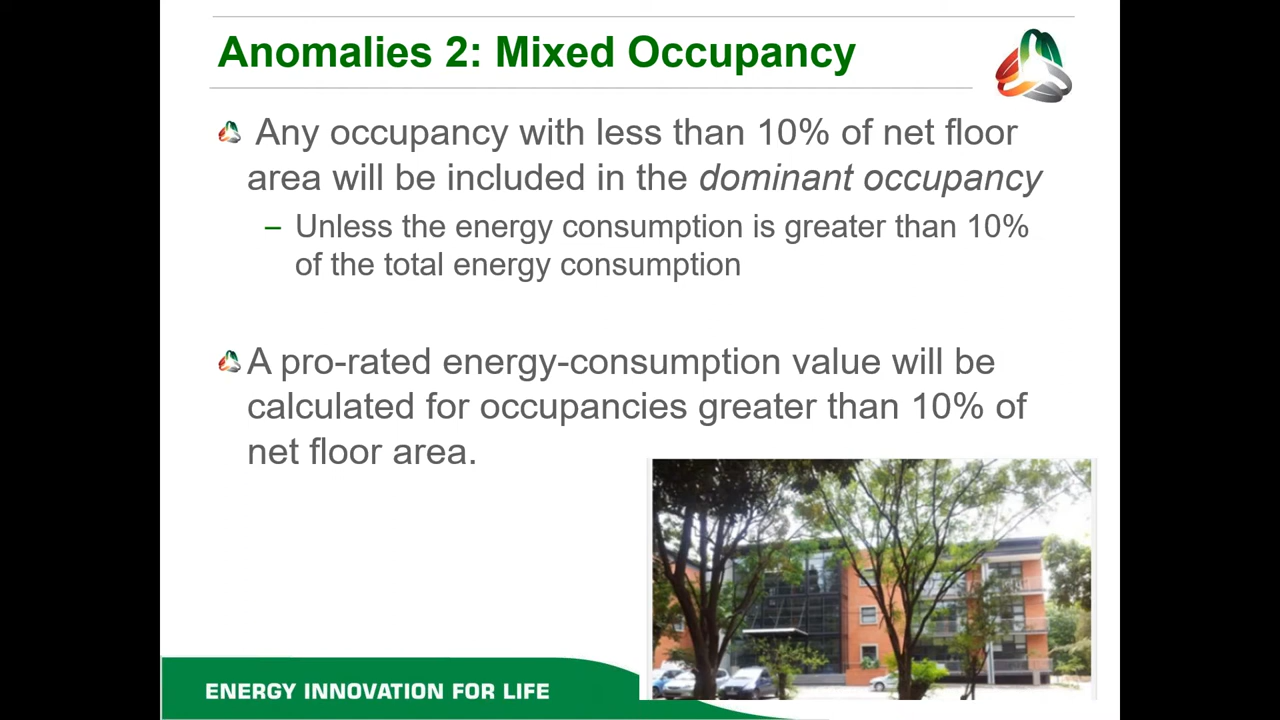 Anomalies 2: Mixed Occupancy
Any occupancy with less than 10% of net floor
area will be included in the dominant occupancy
– Unless the energy consumption is greater than 10%
of the total energy consumption
A pro-rated energy-consumption value will be
calculated for occupancies greater than 10% of
net floor area.
ENERGY INNOVATION FOR LIFE